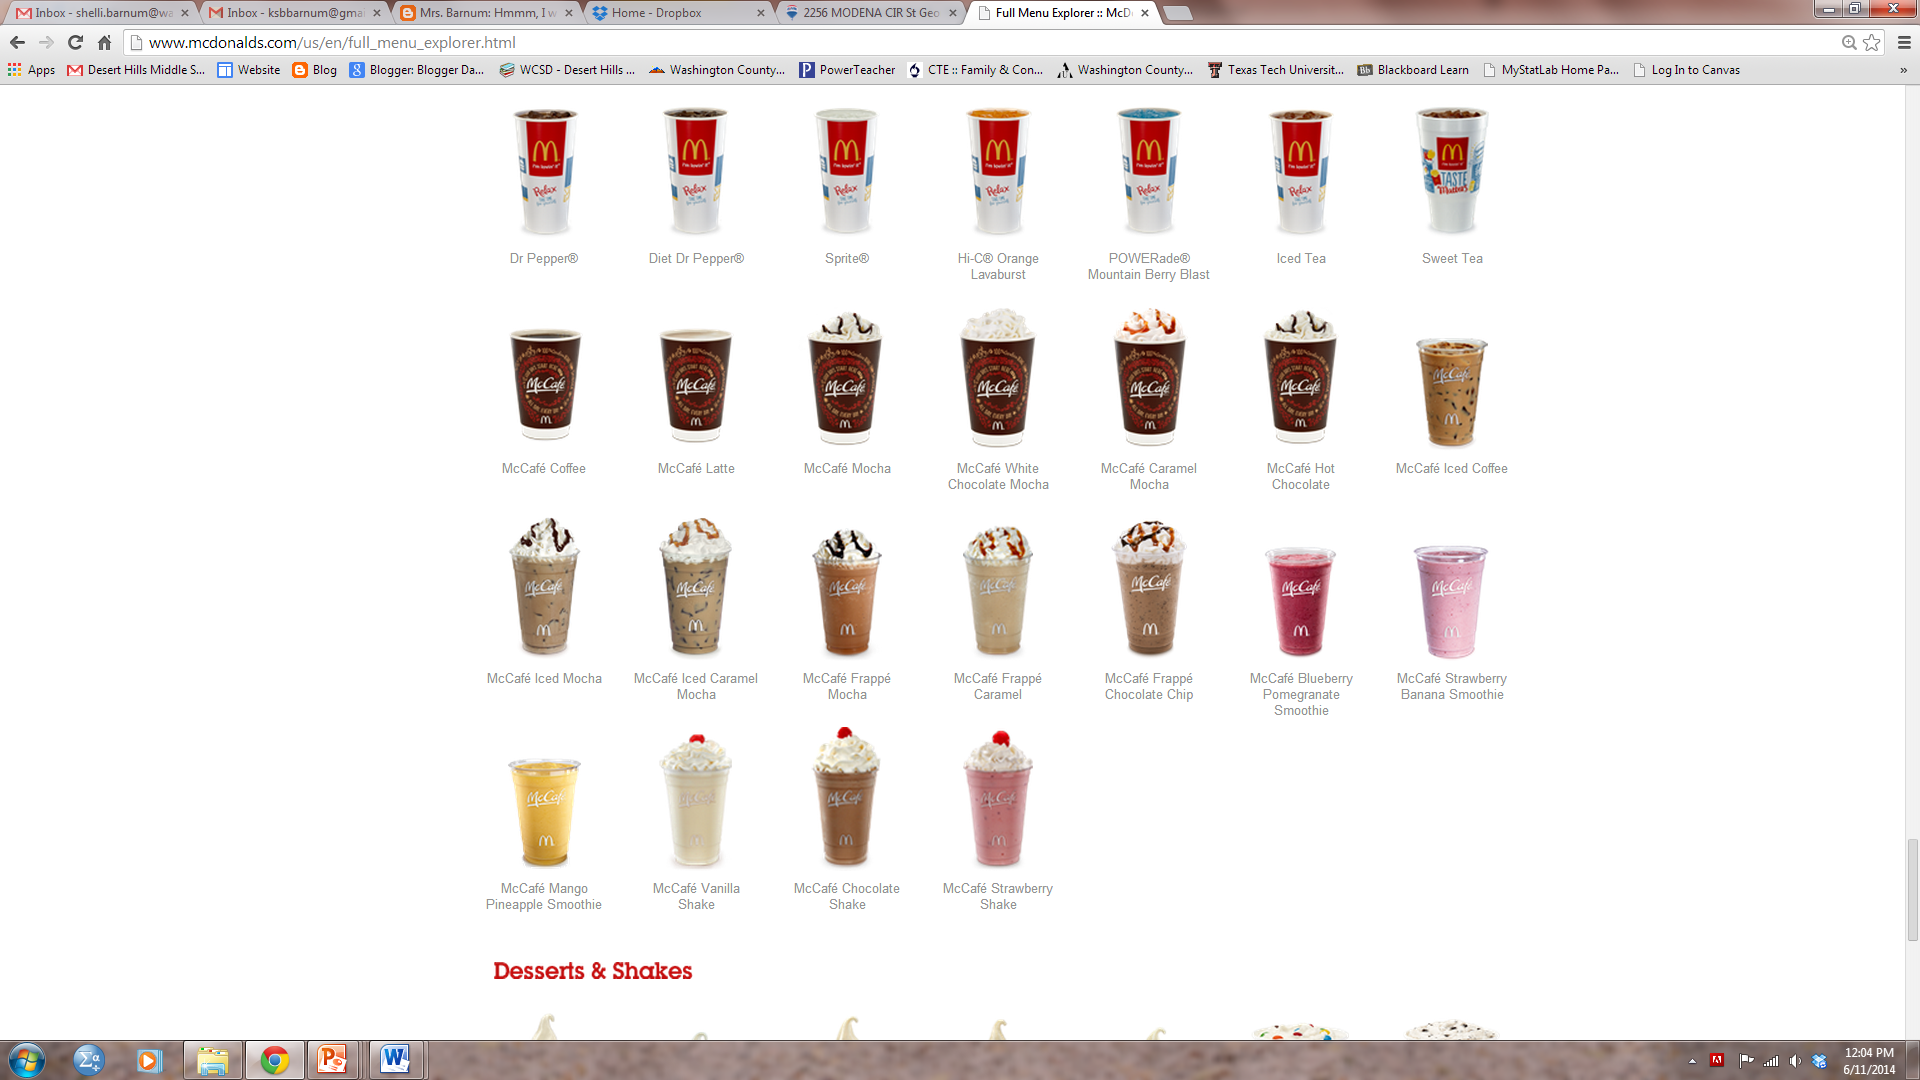 Inbox - shelli.barnum@wa
Inbox - ksbbarnum@gmai
Mrs. Barnum: Hmmm, I w
Home - Dropbox
2256 MODENA CIR St Geo
Full Menu Explorer :: McD
www.mcdonalds.com/us/en/full_menu_explorer.html
Apps
Desert Hills Middle S...
Website
Blog
Blogger: Blogger Da...
WCSD - Desert Hills ...
Washington County...
PowerTeacher
CTE :: Family & Con...
Washington County...
Texas Tech Universit...
Blackboard Learn
MyStatLab Home Pa...
Log In to Canvas
Dr Pepper®
Diet Dr Pepper®
Sprite®
Hi-C® Orange
Lavaburst
POWERade®
Mountain Berry Blast
Iced Tea
Sweet Tea
McCafé Coffee
McCafé Latte
McCafé Mocha
McCafé White
Chocolate Mocha
McCafé Caramel
Mocha
McCafé Hot
Chocolate
McCafé Iced Coffee
McCafé Iced Mocha
McCafé Iced Caramel
Mocha
McCafé Frappé
Mocha
McCafé Frappé
Caramel
McCafé Frappé
Chocolate Chip
McCafé Blueberry
Pomegranate
Smoothie
McCafé Strawberry
Banana Smoothie
McCafé Mango
Pineapple Smoothie
McCafé Vanilla
Shake
McCafé Chocolate
Shake
McCafé Strawberry
Shake
Desserts & Shakes
12:04 PM
6/11/2014